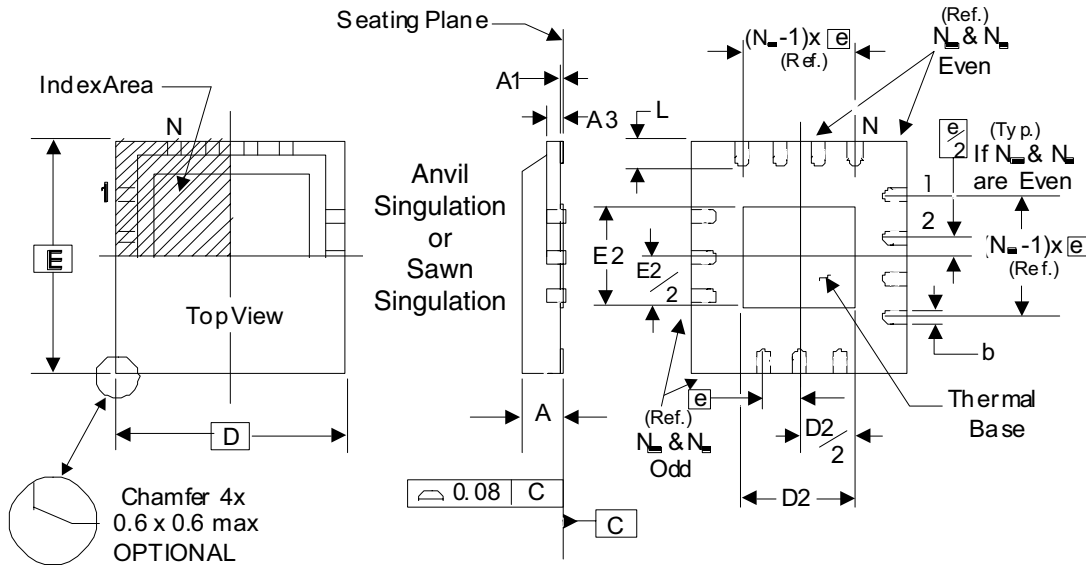 Seating Plane
IndexArea
N
1
E
Top View
D
Chamfer 4x
0.6 x 0.6 max
OPTIONAL
A1
A3
L
Anvil
Singulation
or
Sawn
Singulation
A
0.08 C
C
(N -1)x e
(Ref.)
(Ref.)
N & N
Even
N
e/2
(Typ.)
If N & N
are Even
1
2
(N -1)x e
(Ref.)
E2
E2/2
b
e
(Ref.)
N & N
Odd
D2/2
D2
Thermal
Base